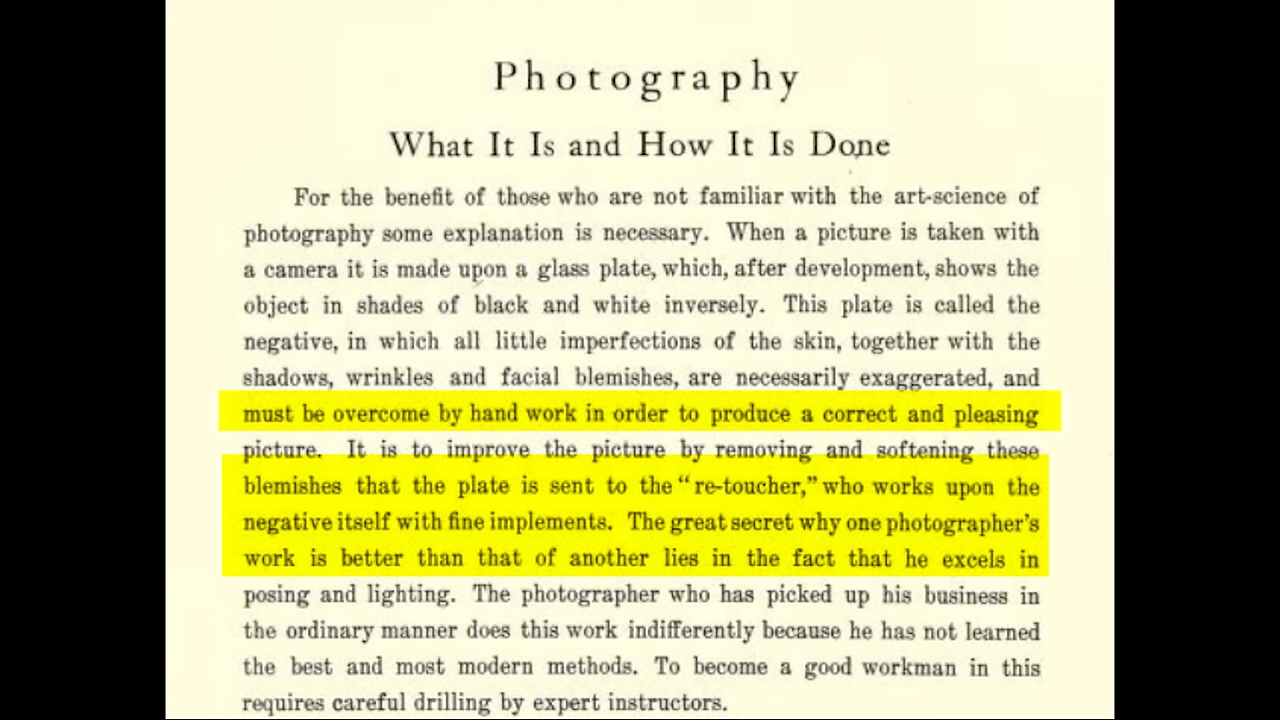 Photography
What It Is and How It Is Done
For the benefit of those who are not familiar with the art-science of
photography some explanation is necessary. When a picture is taken with
a camera it is made upon a glass plate, which, after development, shows the
object in shades of black and white inversely. This plate is called the
negative, in which all little imperfections of the skin, together with the
shadows, wrinkles and facial blemishes, are necessarily exaggerated, and
must be overcome by hand work in order to produce a correct and pleasing
picture. It is to improve the picture by removing and softening these
blemishes that the plate is sent to the “re-toucher,” who works upon the
negative itself with fine implements. The great secret why one photographer’s
work is better than that of another lies in the fact that he excels in
posing and lighting. The photographer who has picked up his business in
the ordinary manner does this work indifferently because he has not learned
the best and most modern methods. To become a good workman in this
requires careful drilling by expert instructors.